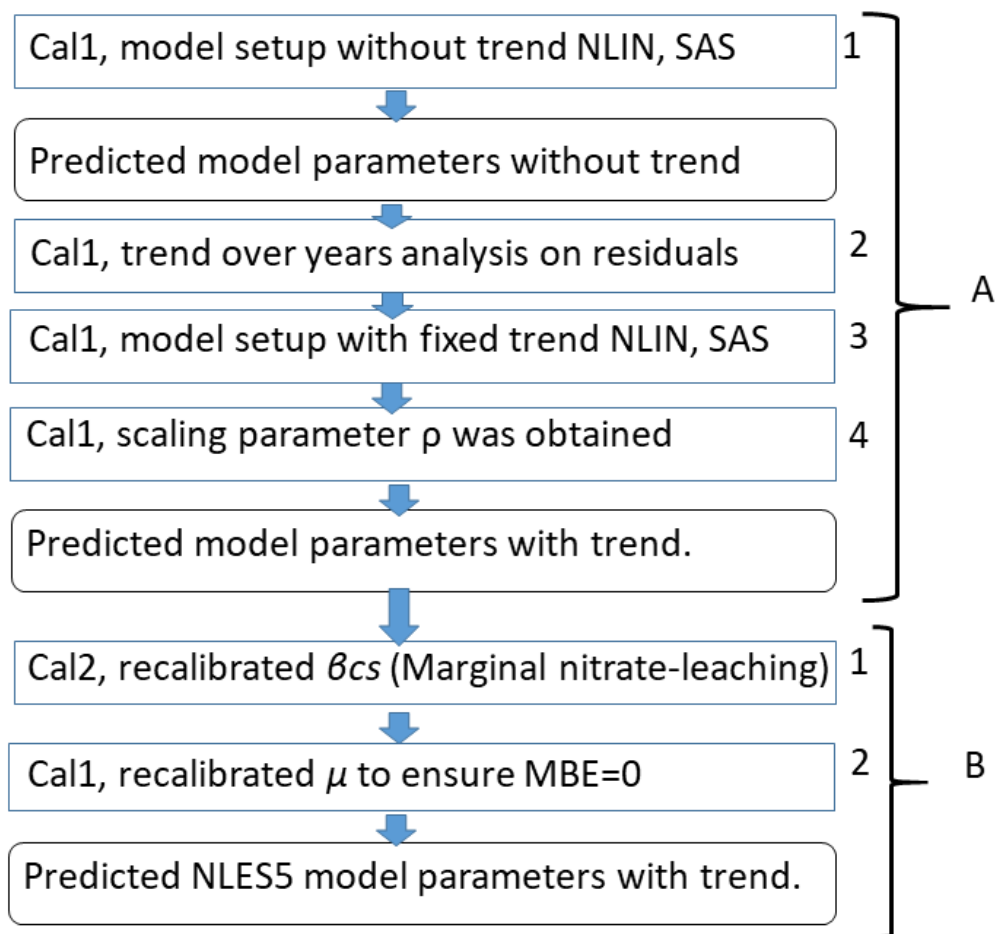 Cal1, model setup without trend NLIN, SAS 1
Predicted model parameters without trend
Cal1, trend over years analysis on residuals 2
Cal1, model setup with fixed trend NLIN, SAS 3
A
Cal1, scaling parameter ρ was obtained 4
Predicted model parameters with trend.
Cal2, recalibrated βcs (Marginal nitrate-leaching) 1
Cal1, recalibrated μ to ensure MBE=0 2
B
Predicted NLES5 model parameters with trend.